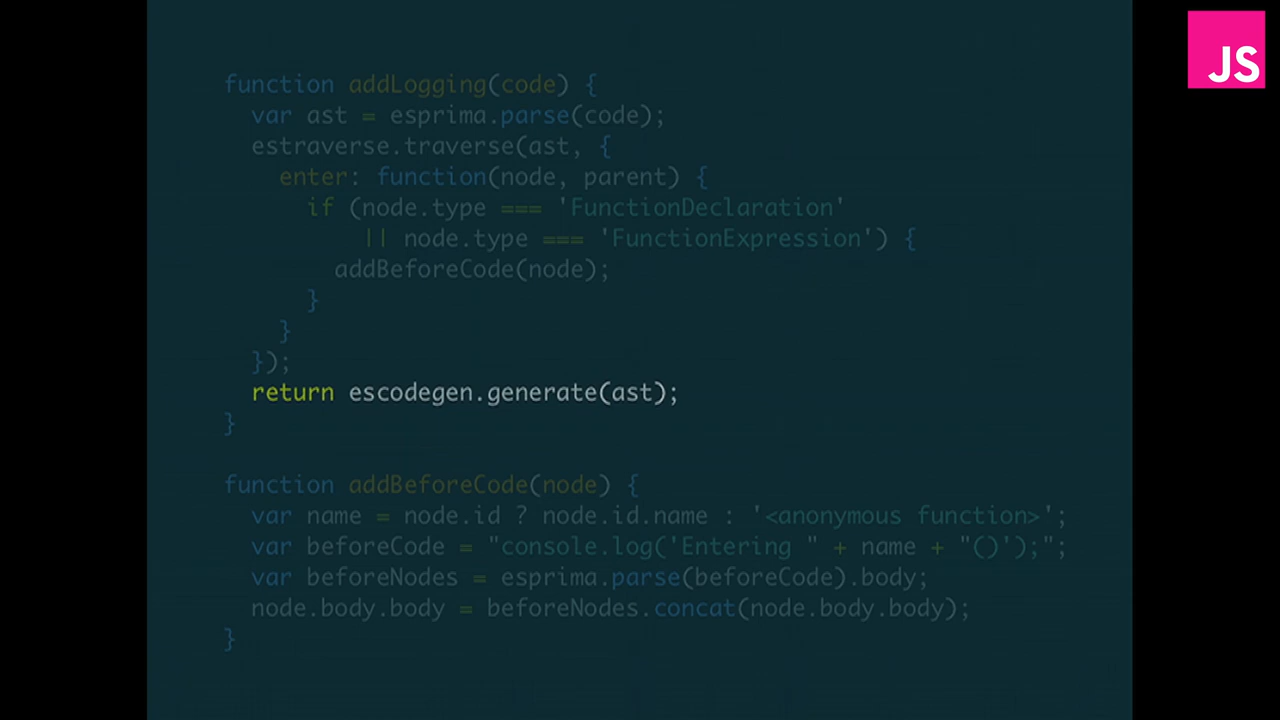 JS
function addLogging(code) {
  var ast = esprima.parse(code);
  estraverse.traverse(ast, {
    enter: function(node, parent) {
      if (node.type === 'FunctionDeclaration'
          || node.type === 'FunctionExpression') {
        addBeforeCode(node);
      }
    }
  });
  return escodegen.generate(ast);
}
function addBeforeCode(node) {
  var name = node.id ? node.id.name : '<anonymous function>';
  var beforeCode = "console.log('Entering " + name + "()');";
  var beforeNodes = esprima.parse(beforeCode).body;
  node.body.body = beforeNodes.concat(node.body.body);
}